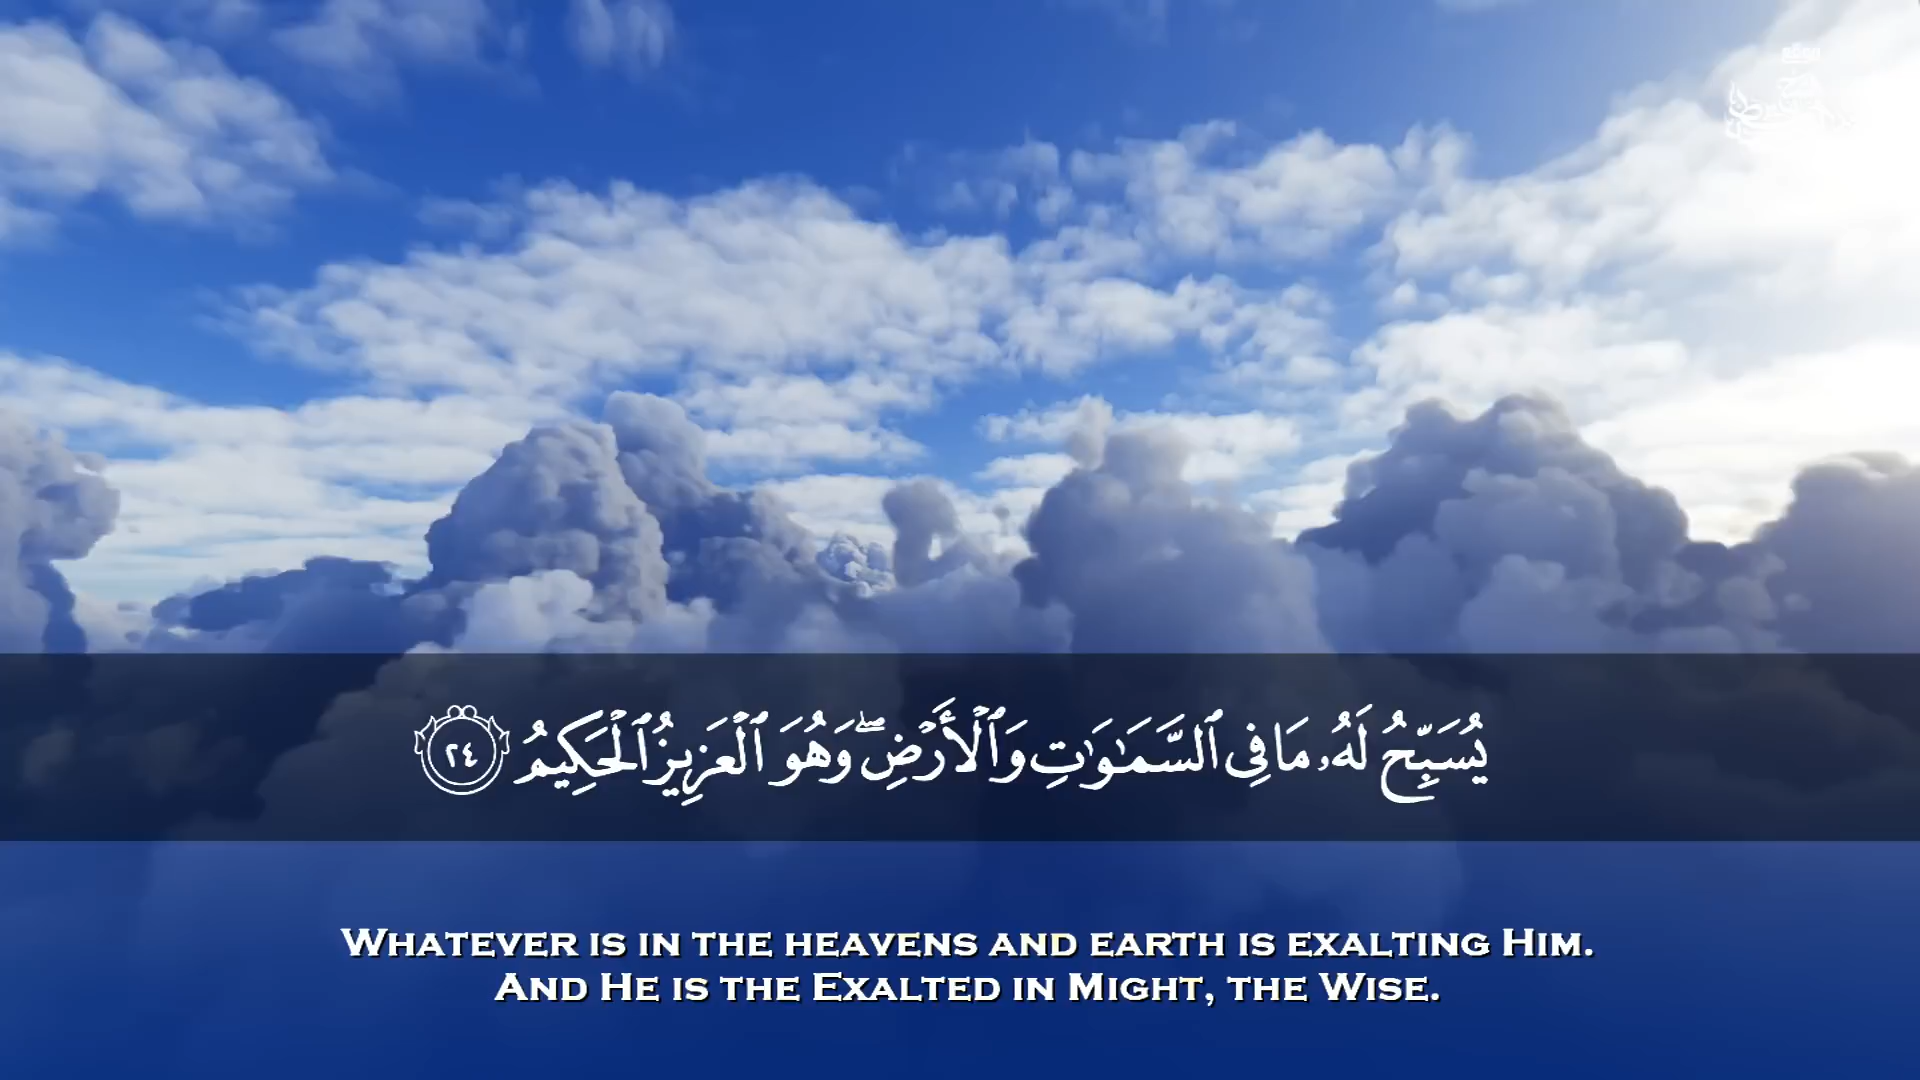 يُسَبِّحُ لَهُۥ مَا فِى ٱلسَّمَٰوَٰتِ وَٱلْأَرْضِ ۖ وَهُوَ ٱلْعَزِيزُ ٱلْحَكِيمُ ٢٤
WHATEVER IS IN THE HEAVENS AND EARTH IS EXALTING HIM.
AND HE IS THE EXALTED IN MIGHT, THE WISE.